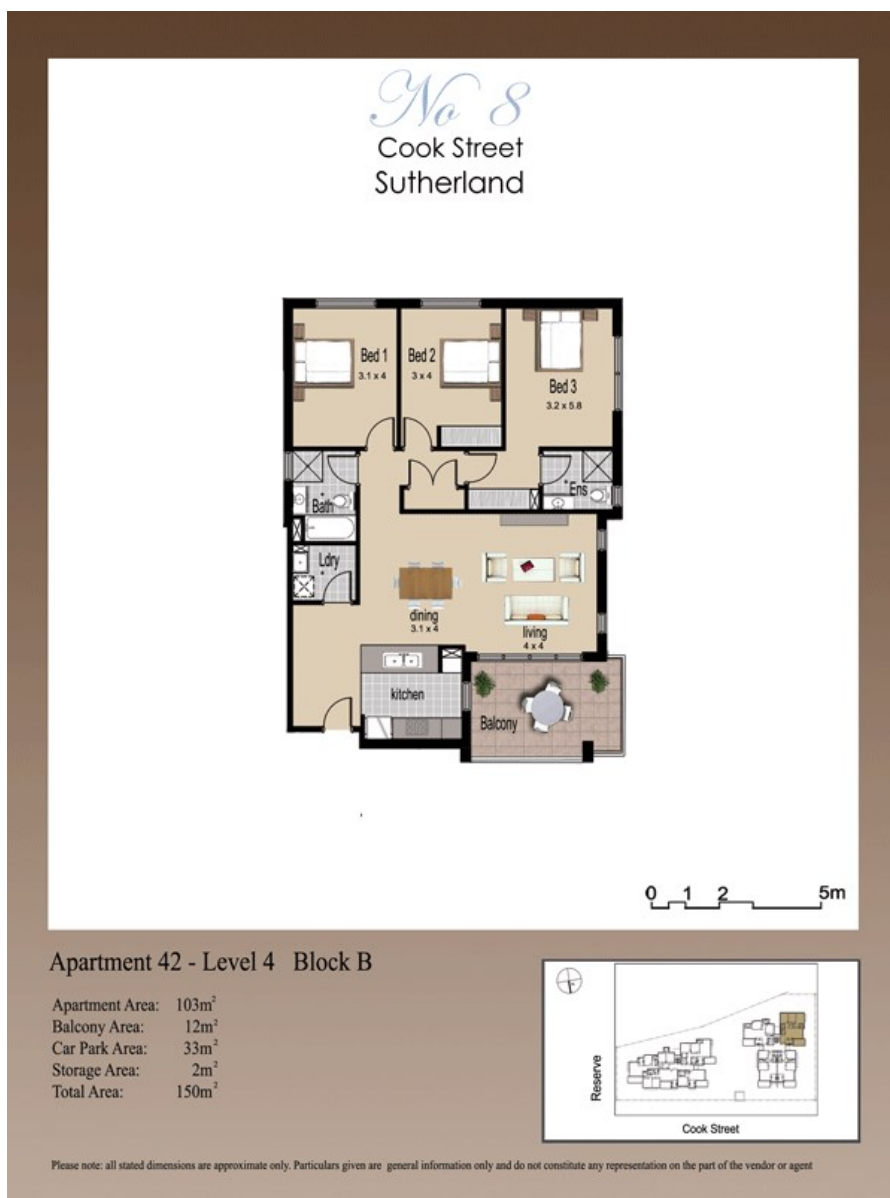 No 8
Cook Street
Sutherland
Bed 1
3.1 x 4
Bed 2
3 x 4
Bed 3
3.2 x 5.8
Bath
Ens
Ldry
dining
3.1 x 4
living
4 x 4
kitchen
Balcony
0 1 2 5m
Apartment 42 - Level 4 Block B
Apartment Area: 103m²
Balcony Area: 12m²
Car Park Area: 33m²
Storage Area: 2m²
Total Area: 150m²
Reserve
Cook Street
Please note: all stated dimensions are approximate only. Particulars given are general information only and do not constitute any representation on the part of the vendor or agent